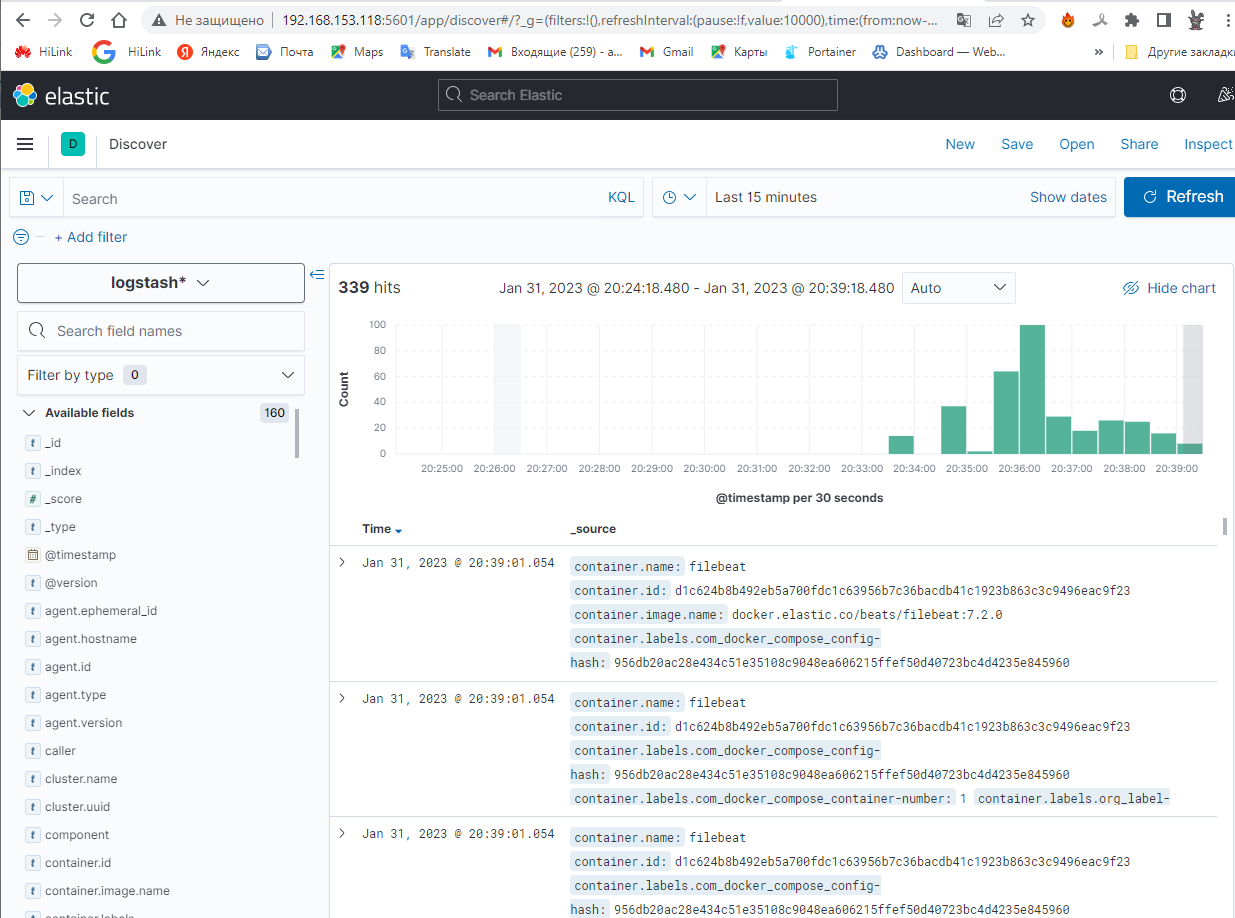 Не защищено 192.168.153.118:5601/app/discover#/?_g=(filters:!(),refreshInterval:(pause:!f,value:10000),time:(from:now-...
HiLink HiLink Яндекс Почта Maps Translate Входящие (259) - а... Gmail Карты Portainer Dashboard — Web... » Другие закладки
elastic Search Elastic
D Discover New Save Open Share Inspect
Search KQL Last 15 minutes Show dates Refresh
+ Add filter
logstash*
339 hits Jan 31, 2023 @ 20:24:18.480 - Jan 31, 2023 @ 20:39:18.480 Auto Hide chart
Search field names
Filter by type 0
Available fields 160
t _id
t _index
# _score
t _type
@timestamp
t @version
t agent.ephemeral_id
t agent.hostname
t agent.id
t agent.type
t agent.version
t caller
t cluster.name
t cluster.uuid
t component
t container.id
t container.image.name
container.labels
Count
100
80
60
40
20
0
20:25:00 20:26:00 20:27:00 20:28:00 20:29:00 20:30:00 20:31:00 20:32:00 20:33:00 20:34:00 20:35:00 20:36:00 20:37:00 20:38:00 20:39:00
@timestamp per 30 seconds
Time _source
Jan 31, 2023 @ 20:39:01.054 container.name: filebeat
container.id: d1c624b8b492eb5a700fdc1c63956b7c36bacdb41c1923b863c3c9496eac9f23
container.image.name: docker.elastic.co/beats/filebeat:7.2.0
container.labels.com_docker_compose_config-
hash: 956db20ac28e434c51e35108c9048ea606215ffef50d40723bc4d4235e845960
Jan 31, 2023 @ 20:39:01.054 container.name: filebeat
container.id: d1c624b8b492eb5a700fdc1c63956b7c36bacdb41c1923b863c3c9496eac9f23
container.labels.com_docker_compose_config-
hash: 956db20ac28e434c51e35108c9048ea606215ffef50d40723bc4d4235e845960
container.labels.com_docker_compose_container-number: 1 container.labels.org_label-
Jan 31, 2023 @ 20:39:01.054 container.name: filebeat
container.id: d1c624b8b492eb5a700fdc1c63956b7c36bacdb41c1923b863c3c9496eac9f23
container.labels.com_docker_compose_config-
hash: 956db20ac28e434c51e35108c9048ea606215ffef50d40723bc4d4235e845960